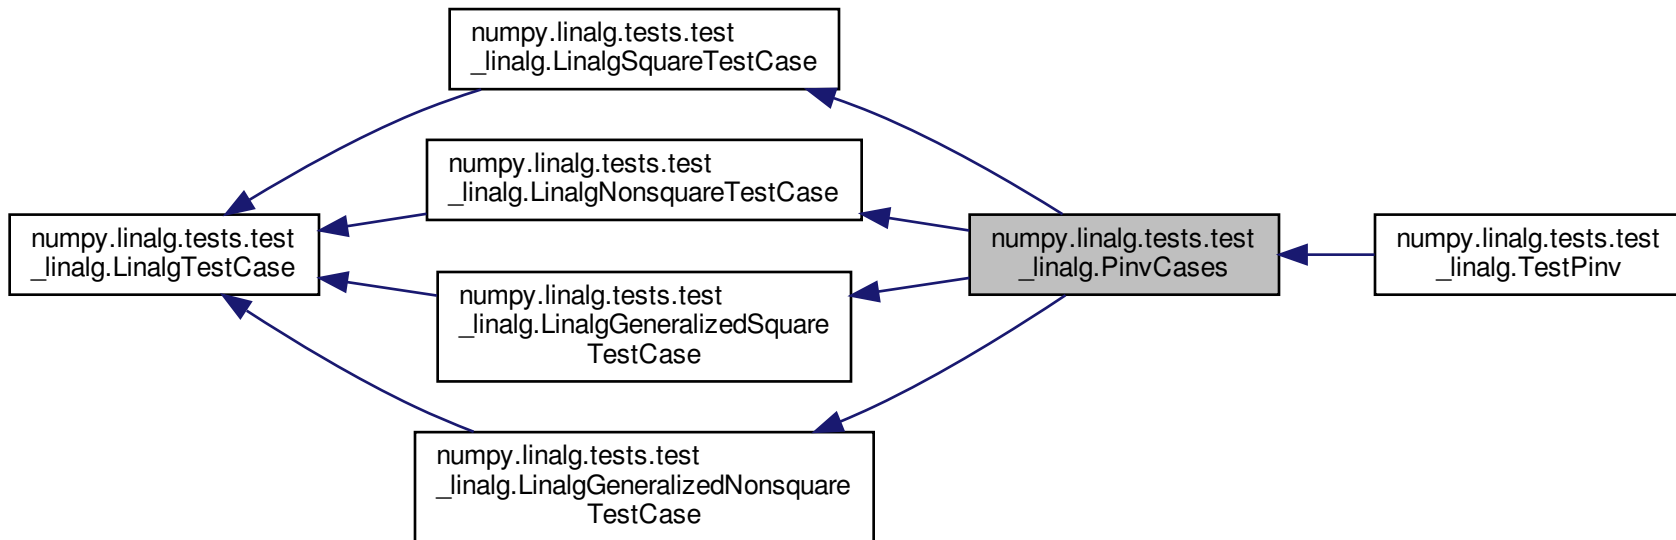 numpy.linalg.tests.test
_linalg.LinalgSquareTestCase
numpy.linalg.tests.test
_linalg.LinalgNonsquareTestCase
numpy.linalg.tests.test
_linalg.LinalgTestCase
numpy.linalg.tests.test
_linalg.PinvCases
numpy.linalg.tests.test
_linalg.TestPinv
numpy.linalg.tests.test
_linalg.LinalgGeneralizedSquare
TestCase
numpy.linalg.tests.test
_linalg.LinalgGeneralizedNonsquare
TestCase